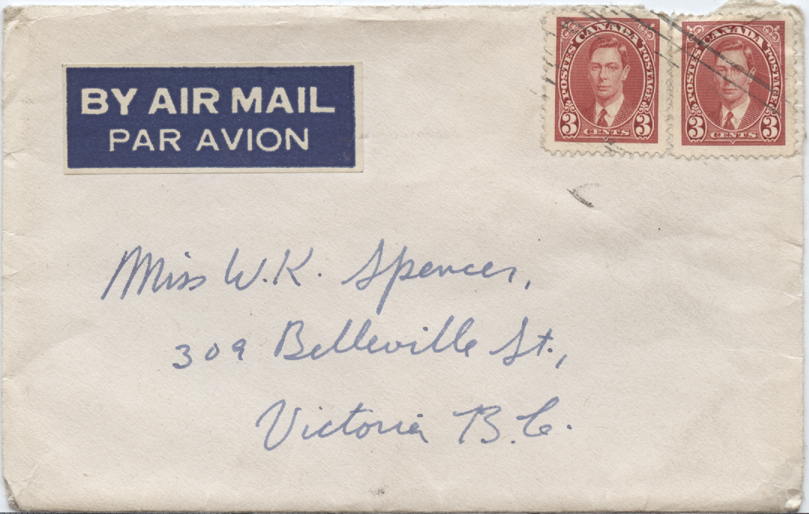 BY AIR MAIL
PAR AVION
POSTES CANADA POSTAGE
3 CENTS 3
POSTES CANADA POSTAGE
3 CENTS 3
Miss W.K. Spencer,
309 Belleville St.,
Victoria B.C.